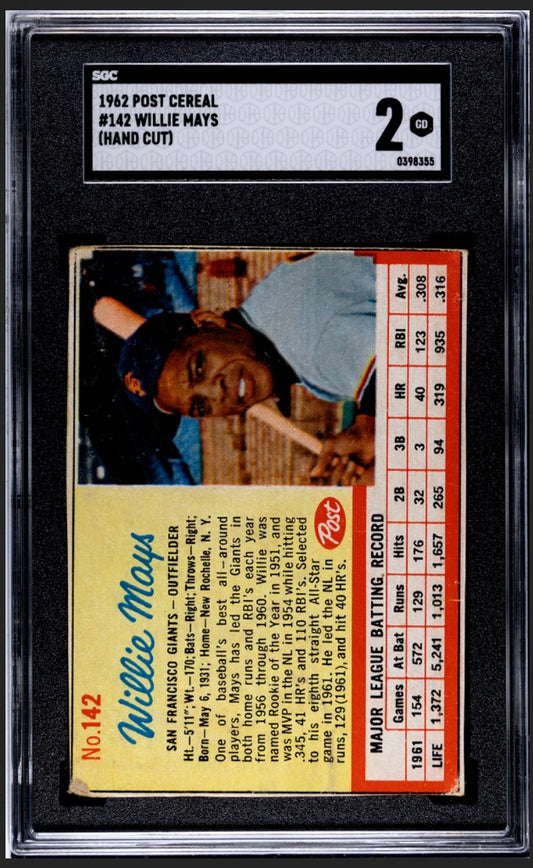 SGC
1962 POST CEREAL
#142 WILLIE MAYS
(HAND CUT)
2 GD
0398355
No.142
Willie Mays
SAN FRANCISCO GIANTS – OUTFIELDER
Ht.—5'11"; Wt.—170; Bats—Right; Throws—Right;
Born—May 6, 1931; Home—New Rochelle, N. Y.
One of baseball's best all-around
players, Mays has led the Giants in
both home runs and RBI's each year
from 1956 through 1960. Willie was
named Rookie of the Year in 1951, and
was MVP in the NL in 1954 while hitting
.345, 41 HR's and 110 RBI's. Selected
to his eighth straight All-Star
game in 1961. He led the NL in
runs, 129 (1961), and hit 40 HR's.
Post
SF
MAJOR LEAGUE BATTING RECORD
Games At Bat Runs Hits 2B 3B HR RBI Avg.
1961 154 572 129 176 32 3 40 123 .308
LIFE 1,372 5,241 1,013 1,657 265 94 319 935 .316